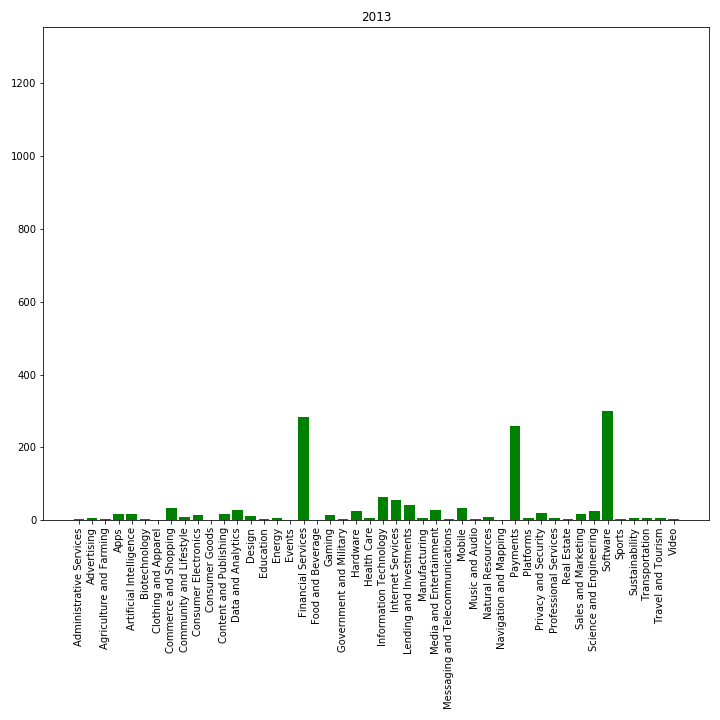 2013
1200
1000
800
600
400
200
0
Administrative Services
Advertising
Agriculture and Farming
Apps
Artificial Intelligence
Biotechnology
Clothing and Apparel
Commerce and Shopping
Community and Lifestyle
Consumer Electronics
Consumer Goods
Content and Publishing
Data and Analytics
Design
Education
Energy
Events
Financial Services
Food and Beverage
Gaming
Government and Military
Hardware
Health Care
Information Technology
Internet Services
Lending and Investments
Manufacturing
Media and Entertainment
Messaging and Telecommunications
Mobile
Music and Audio
Natural Resources
Navigation and Mapping
Payments
Platforms
Privacy and Security
Professional Services
Real Estate
Sales and Marketing
Science and Engineering
Software
Sports
Sustainability
Transportation
Travel and Tourism
Video